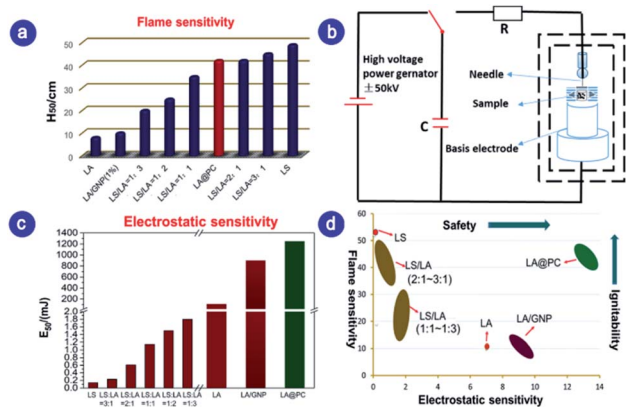 a
Flame sensitivity
H50/cm
50
40
30
20
10
0
LA
LA/GNP(1%)
LS/LA=1:3
LS/LA=1:2
LS/LA=1:1
LA@PC
LS/LA=2:1
LS/LA=3:1
LS
b
High voltage
power gernator
±50kV
R
C
Needle
Sample
Basis electrode
c
Electrostatic sensitivity
E50/(mJ)
1400
1200
1000
800
600
400
200
2.0
1.8
1.6
1.4
1.2
1.0
0.8
0.6
0.4
0.2
0.0
LS
LS:LA
=3:1
LS:LA
=2:1
LS:LA
=1:1
LS:LA
=1:2
LS:LA
=1:3
LA
LA/GNP
LA@PC
d
Flame sensitivity
60
50
40
30
20
10
0
Safety
LS
LS/LA
(2:1~3:1)
LS/LA
(1:1~1:3)
LA
LA/GNP
LA@PC
Ignitability
0
2
4
6
8
10
12
14
Electrostatic sensitivity